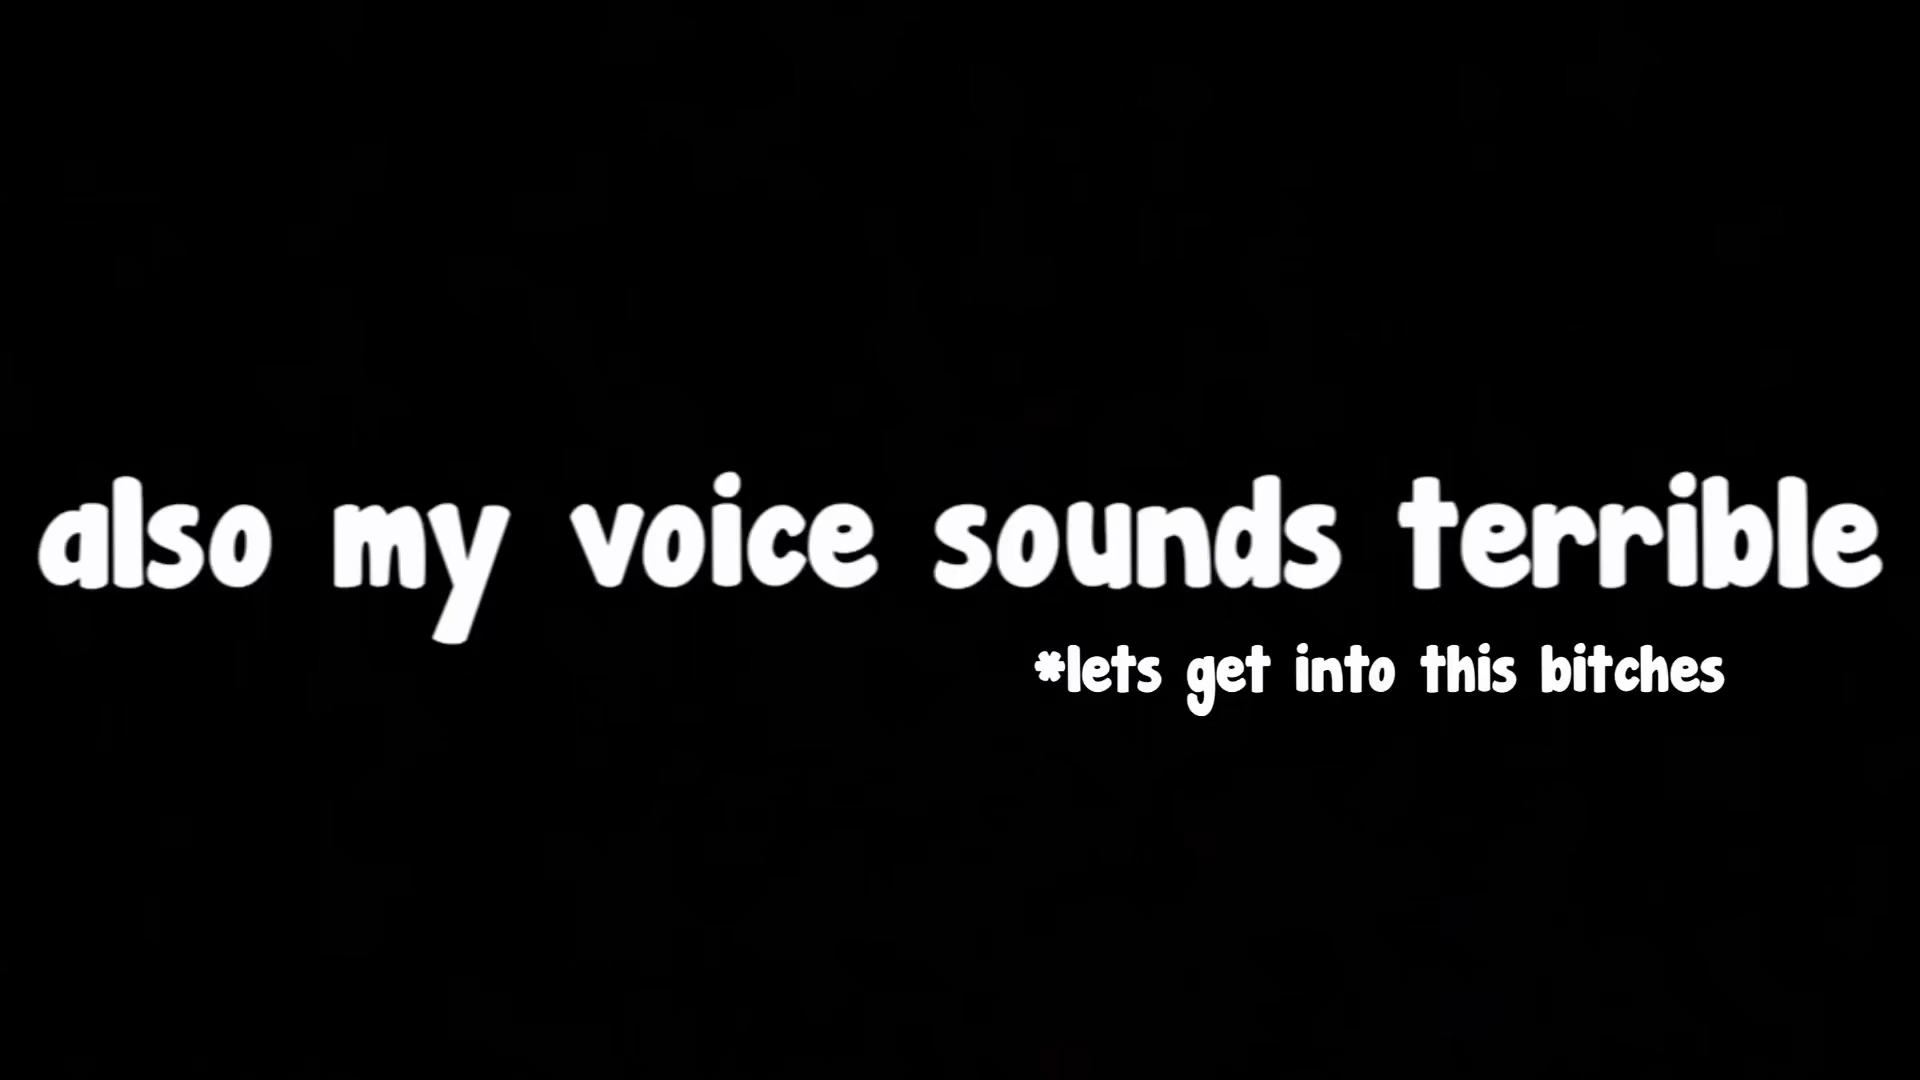 also my voice sounds terrible
*lets get into this bitches